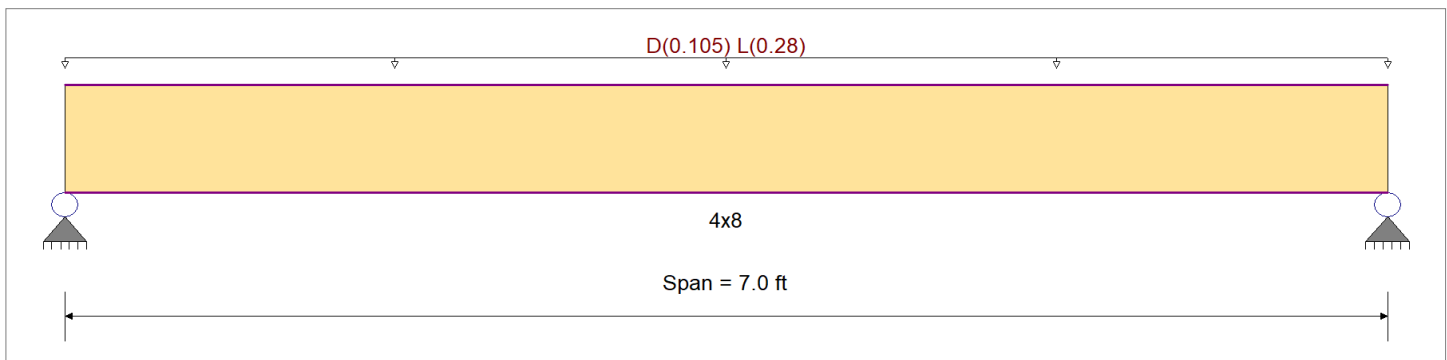 D(0.105) L(0.28)
4x8
Span = 7.0 ft